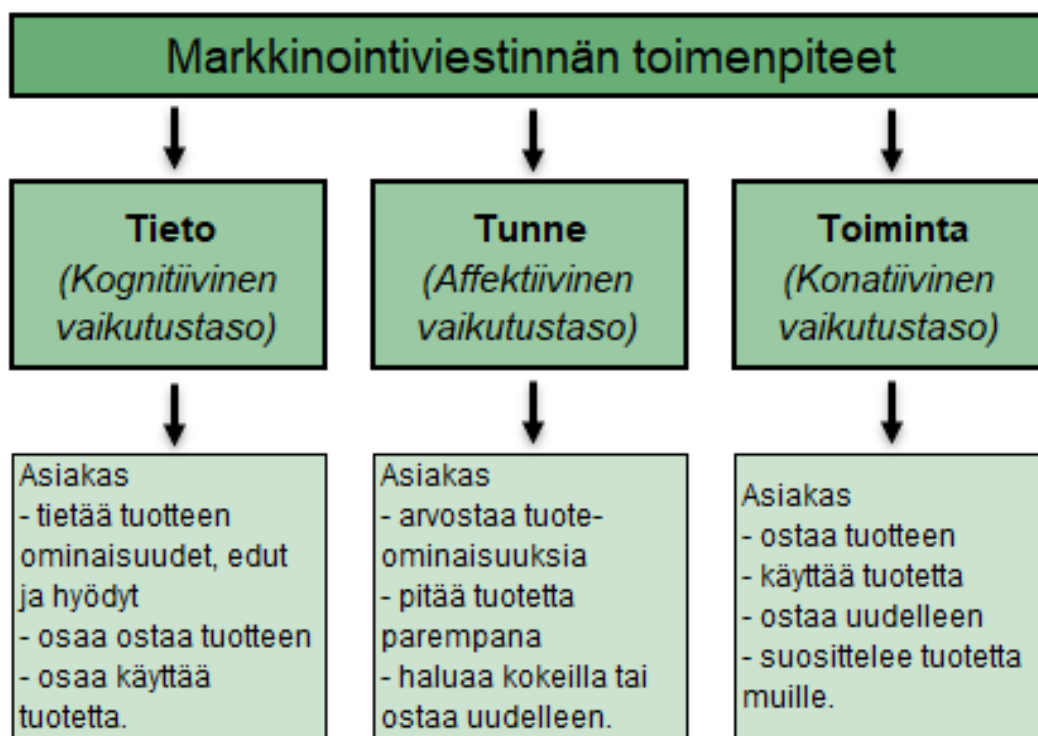 Markkinointiviestinnän toimenpiteet
Tieto
(Kognitiivinen
vaikutustaso)
Tunne
(Affektiivinen
vaikutustaso)
Toiminta
(Konatiivinen
vaikutustaso)
Asiakas
- tietää tuotteen
ominaisuudet, edut
ja hyödyt
- osaa ostaa tuotteen
- osaa käyttää
tuotetta.
Asiakas
- arvostaa tuote-
ominaisuuksia
- pitää tuotetta
parempana
- haluaa kokeilla tai
ostaa uudelleen.
Asiakas
- ostaa tuotteen
- käyttää tuotetta
- ostaa uudelleen
- suosittelee tuotetta
muille.